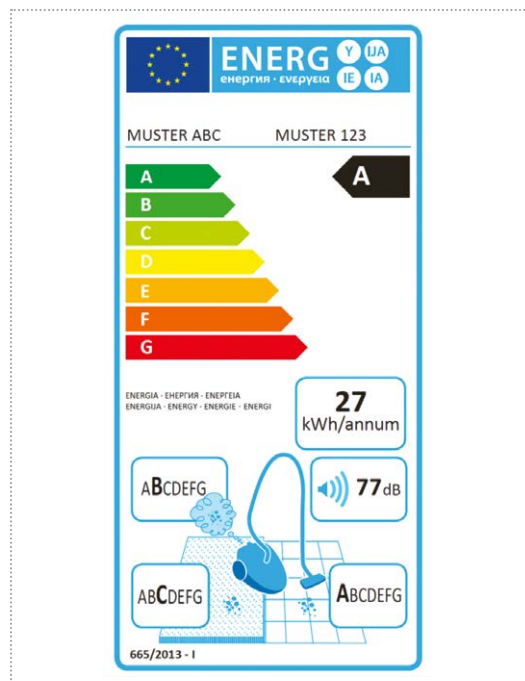 ENERG Y IJA
енергия · ενεργεια IE IA
MUSTER ABC MUSTER 123
A A
B
C
D
E
F
G
ENERGIA · ЕНЕРГИЯ · ΕΝΕΡΓΕΙΑ
ENERGIJA · ENERGY · ENERGIE · ENERGI
27
kWh/annum
ABCDEFG
77dB
ABCDEFG
ABCDEFG
665/2013 - I